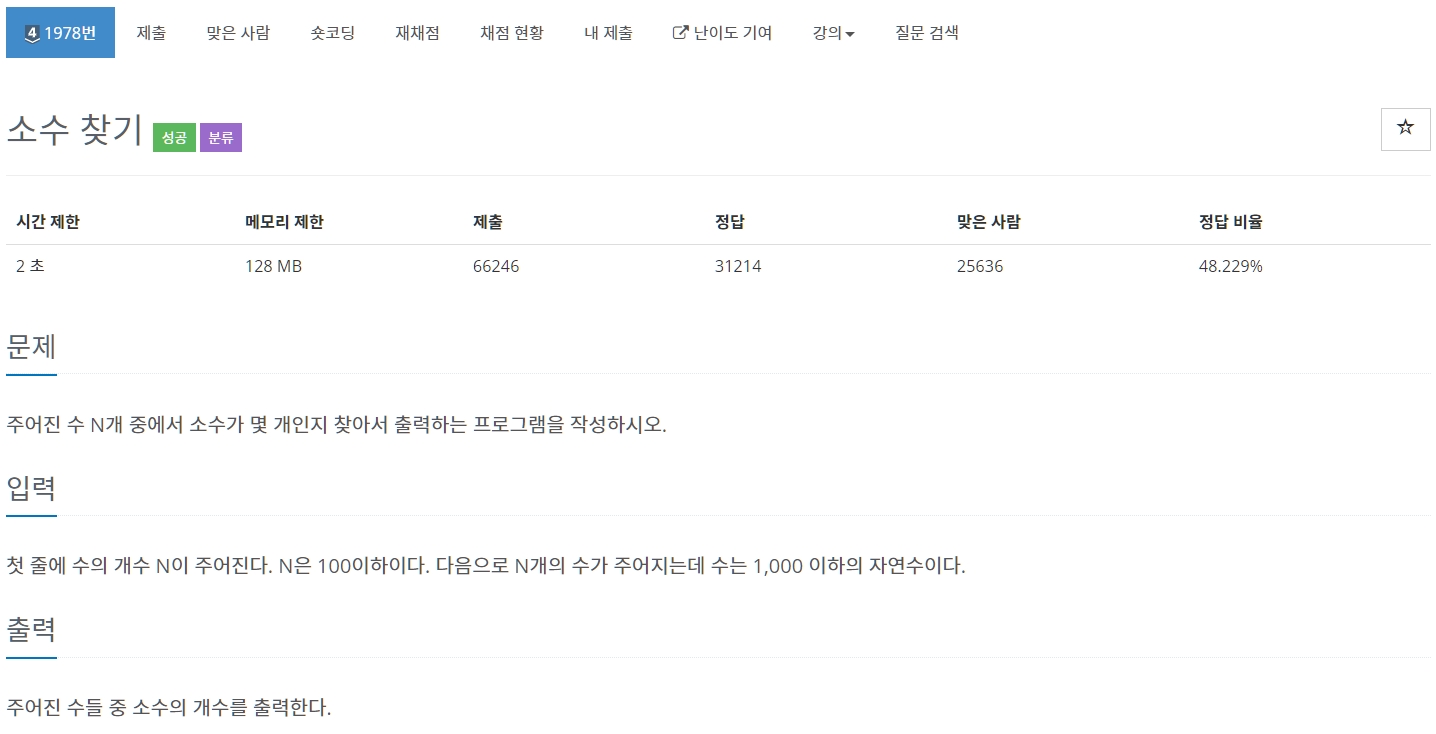 4 1978번 제출 맞은 사람 숏코딩 재채점 채점 현황 내 제출 난이도 기여 강의 질문 검색
소수 찾기 성공 분류
시간 제한 메모리 제한 제출 정답 맞은 사람 정답 비율
2 초 128 MB 66246 31214 25636 48.229%
문제
주어진 수 N개 중에서 소수가 몇 개인지 찾아서 출력하는 프로그램을 작성하시오.
입력
첫 줄에 수의 개수 N이 주어진다. N은 100이하이다. 다음으로 N개의 수가 주어지는데 수는 1,000 이하의 자연수이다.
출력
주어진 수들 중 소수의 개수를 출력한다.